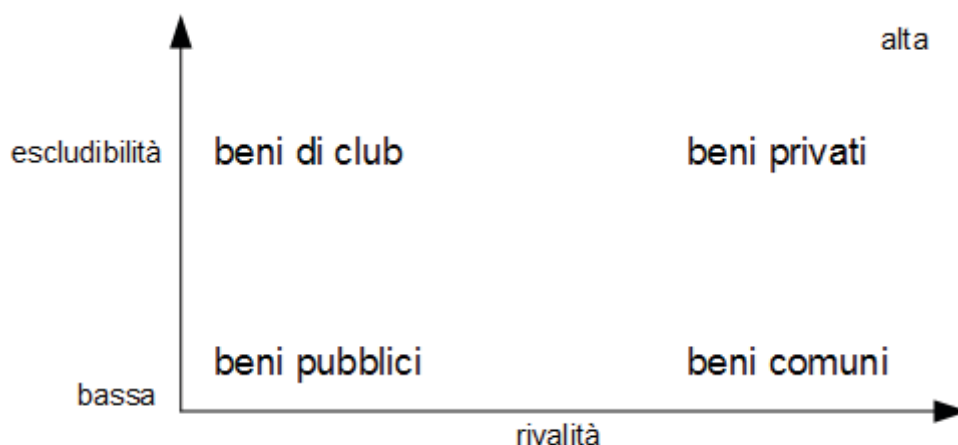 alta
escludibilità
beni di club
beni privati
beni pubblici
beni comuni
bassa
rivalità